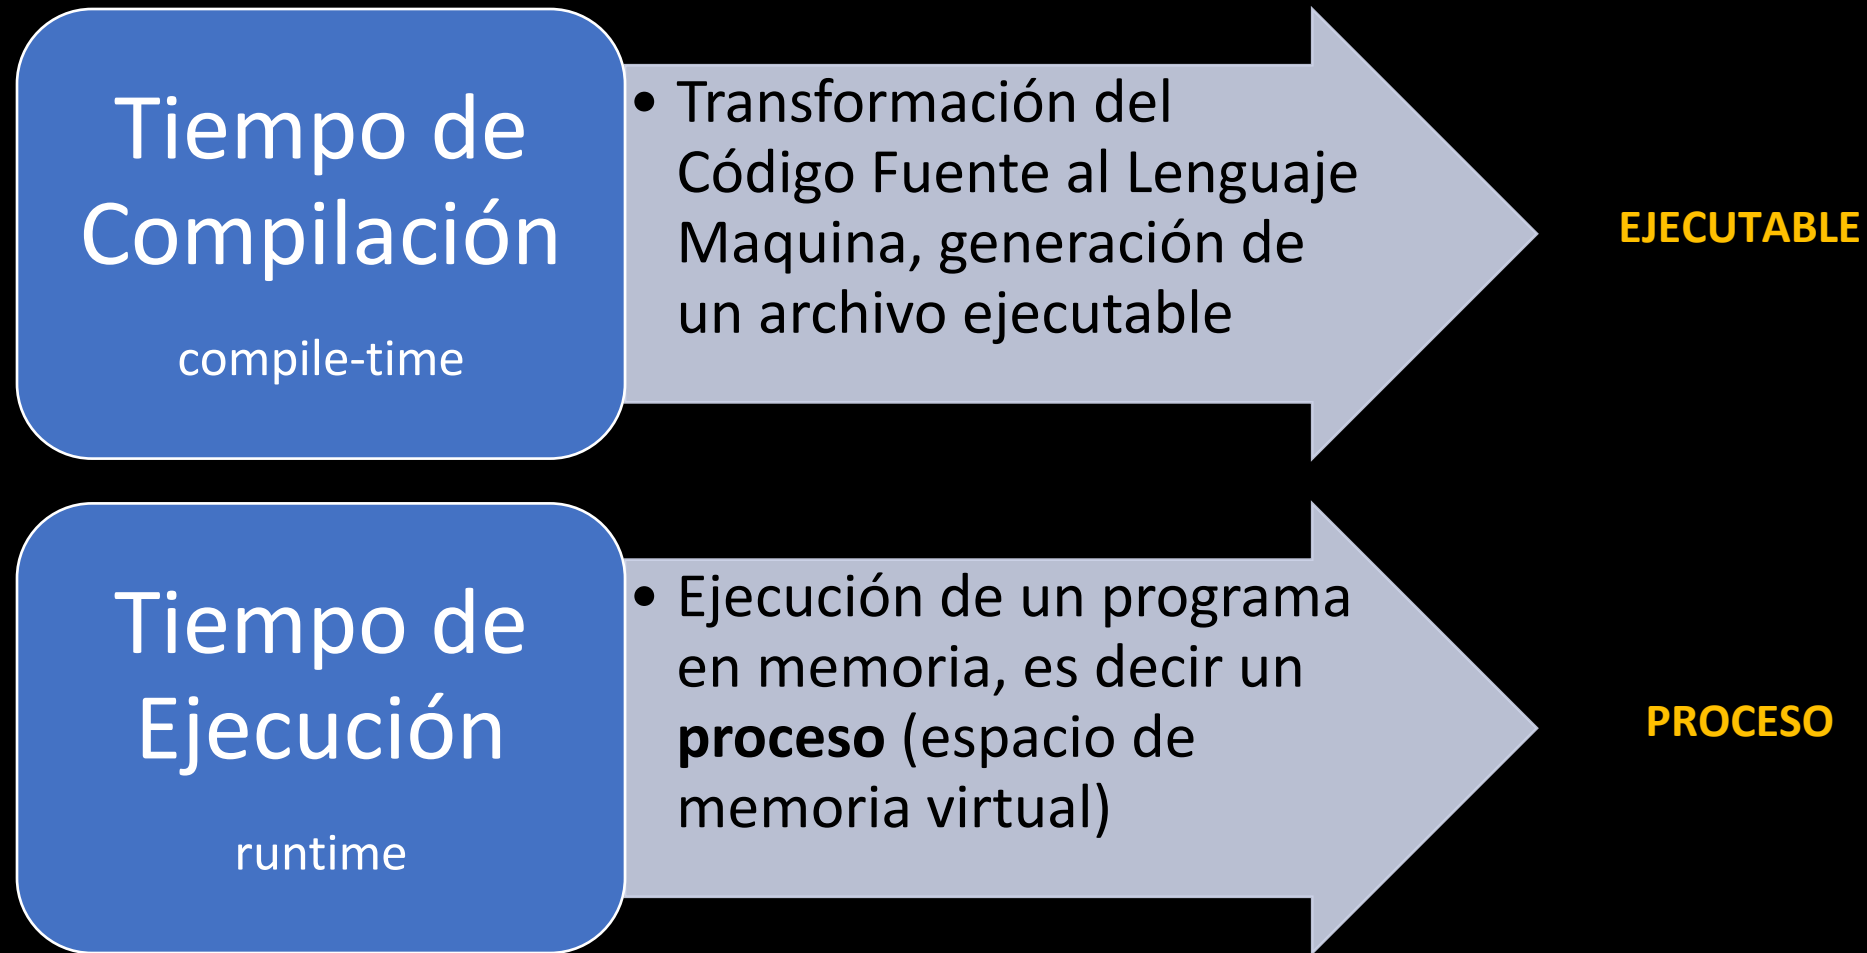 Tiempo de
Compilación
compile-time
• Transformación del
Código Fuente al Lenguaje
Maquina, generación de
un archivo ejecutable
EJECUTABLE
Tiempo de
Ejecución
runtime
• Ejecución de un programa
en memoria, es decir un
proceso (espacio de
memoria virtual)
PROCESO